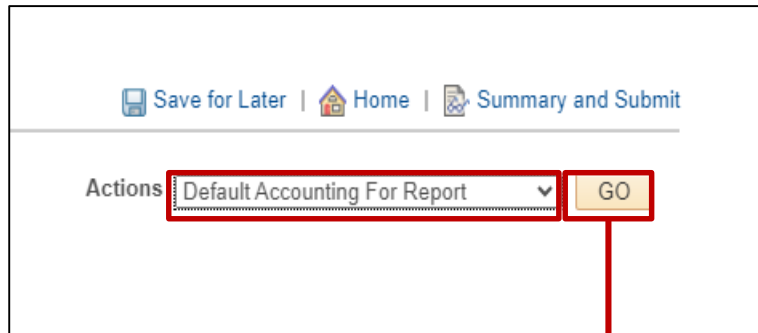 Save for Later | Home | Summary and Submit
Actions Default Accounting For Report GO